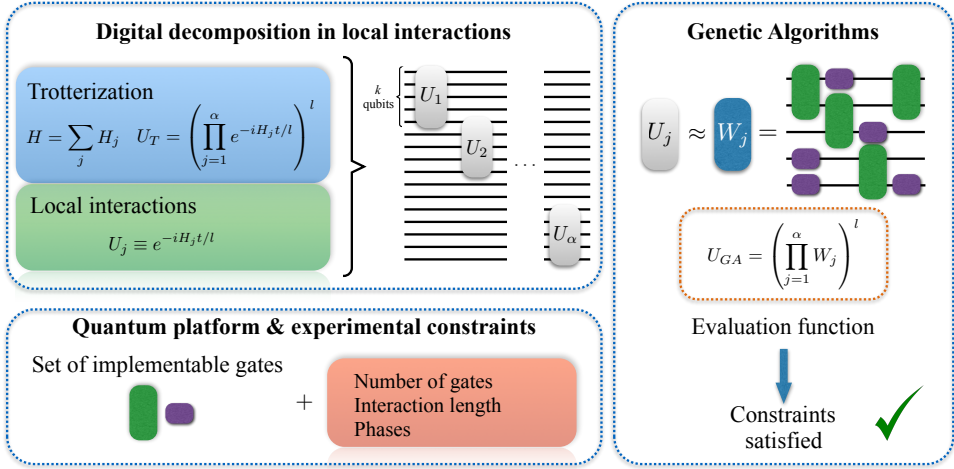 Digital decomposition in local interactions
Trotterization
H = ∑_j H_j   U_T = (∏_{j=1}^{α} e^{-iH_j t/l})^l
Local interactions
U_j ≡ e^{-iH_j t/l}
k
qubits
U_1
U_2
...
U_α
Quantum platform & experimental constraints
Set of implementable gates
+
Number of gates
Interaction length
Phases
Genetic Algorithms
U_j ≈ W_j =
U_{GA} = (∏_{j=1}^{α} W_j)^l
Evaluation function
Constraints
satisfied